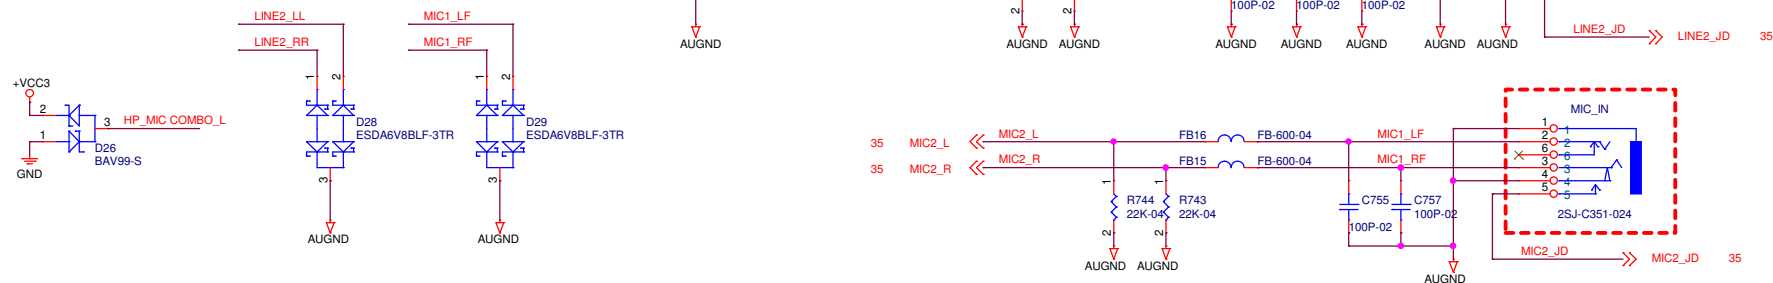 LINE2_LL
LINE2_RR
MIC1_LF
MIC1_RF
AUGND
2
2
AUGND
AUGND
100P-02
100P-02
100P-02
AUGND
AUGND
AUGND
AUGND
AUGND
LINE2_JD
LINE2_JD
35
+VCC3
2
1
3
HP_MIC COMBO_L
D26
BAV99-S
GND
1
2
D28
ESDA6V8BLF-3TR
3
AUGND
1
2
D29
ESDA6V8BLF-3TR
3
AUGND
35
MIC2_L
MIC2_L
FB16
FB-600-04
MIC1_LF
35
MIC2_R
MIC2_R
FB15
FB-600-04
MIC1_RF
1
R744
22K-04
2
AUGND
1
R743
22K-04
2
AUGND
C755
100P-02
C757
100P-02
AUGND
MIC_IN
1
2
6
3
4
5
1
2
6
3
4
5
2SJ-C351-024
MIC2_JD
MIC2_JD
35